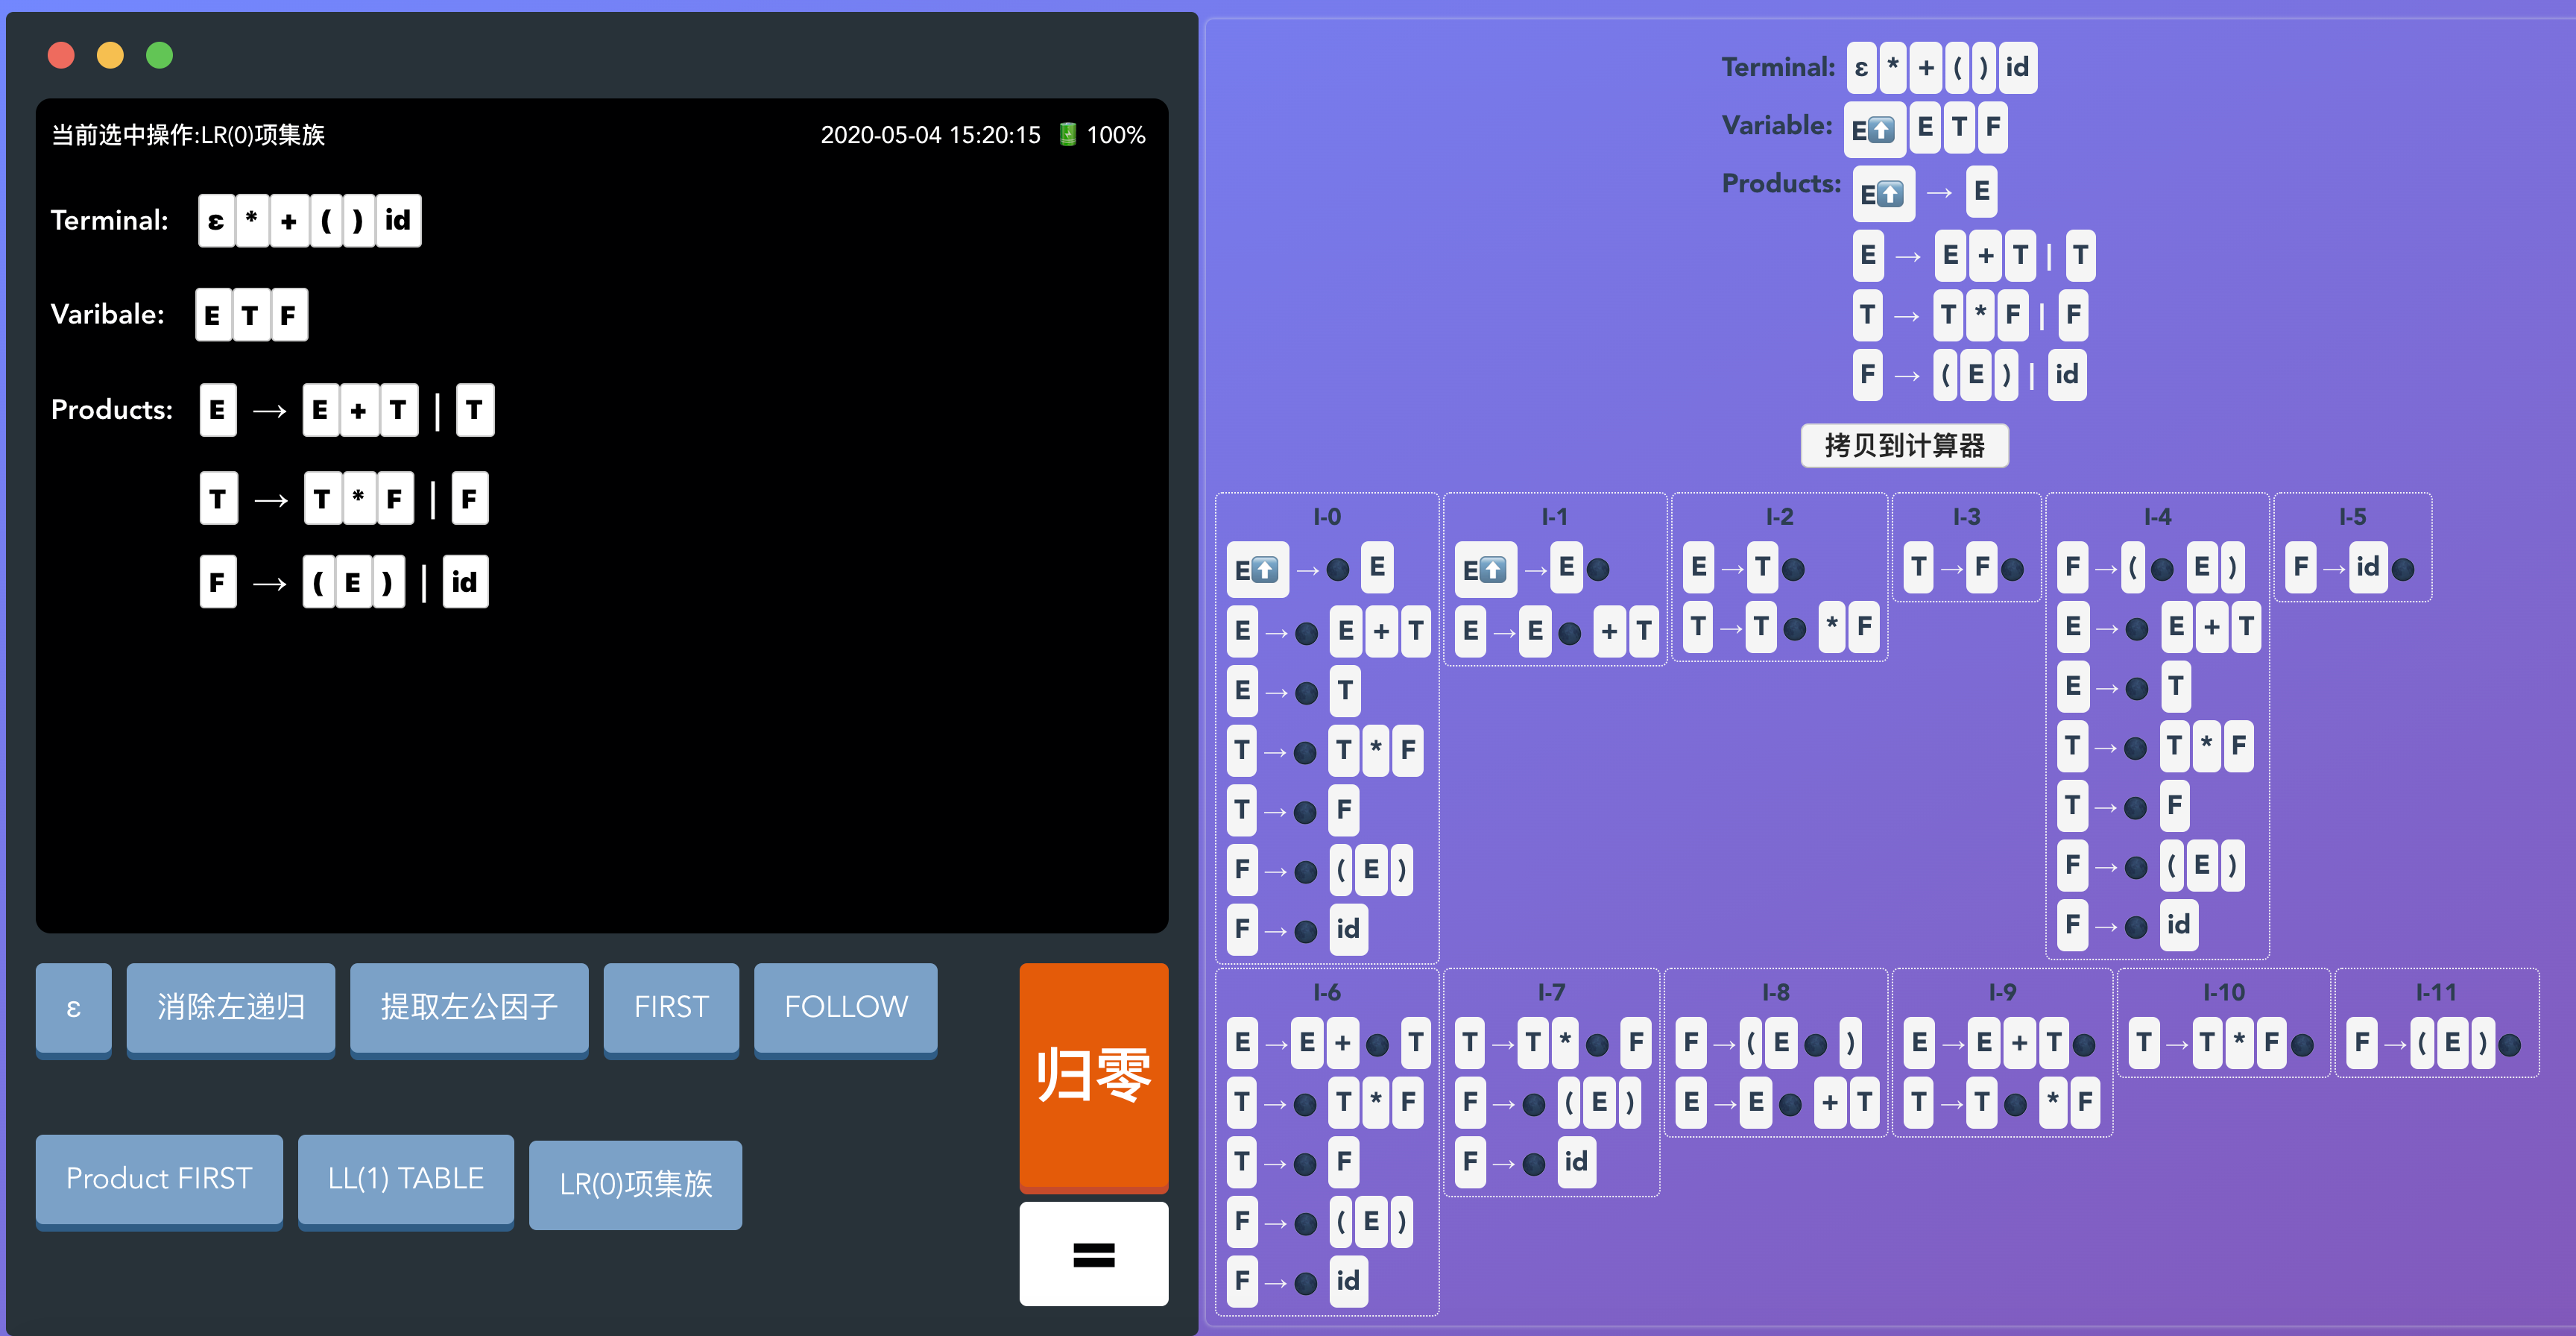 当前选中操作:LR(0)项集族
2020-05-04 15:20:15 🔋 100%
Terminal: ε * + ( ) id
Varibale: E T F
Products: E → E + T | T
T → T * F | F
F → ( E ) | id
ε
消除左递归
提取左公因子
FIRST
FOLLOW
归零
Product FIRST
LL(1) TABLE
LR(0)项集族
=
Terminal: ε * + ( ) id
Variable: E⬆️ E T F
Products: E⬆️ → E
E → E + T | T
T → T * F | F
F → ( E ) | id
拷贝到计算器
I-0
E⬆️ → 🌑 E
E → 🌑 E + T
E → 🌑 T
T → 🌑 T * F
T → 🌑 F
F → 🌑 ( E )
F → 🌑 id
I-1
E⬆️ → E 🌑
E → E 🌑 + T
I-2
E → T 🌑
T → T 🌑 * F
I-3
T → F 🌑
I-4
F → ( 🌑 E )
E → 🌑 E + T
E → 🌑 T
T → 🌑 T * F
T → 🌑 F
F → 🌑 ( E )
F → 🌑 id
I-5
F → id 🌑
I-6
E → E + 🌑 T
T → 🌑 T * F
T → 🌑 F
F → 🌑 ( E )
F → 🌑 id
I-7
T → T * 🌑 F
F → 🌑 ( E )
F → 🌑 id
I-8
F → ( E 🌑 )
E → E 🌑 + T
I-9
E → E + T 🌑
T → T 🌑 * F
I-10
T → T * F 🌑
I-11
F → ( E ) 🌑